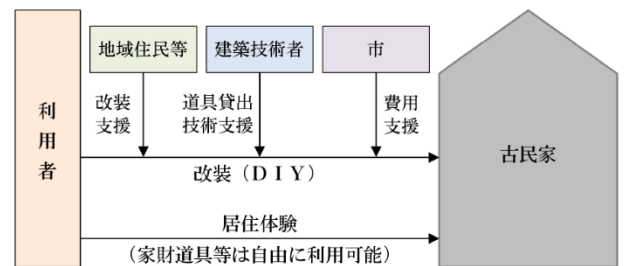 地域住民等
建築技術者
市
利用者
改装
支援
道具貸出
技術支援
費用
支援
改装（ＤＩＹ）
古民家
居住体験
（家財道具等は自由に利用可能）